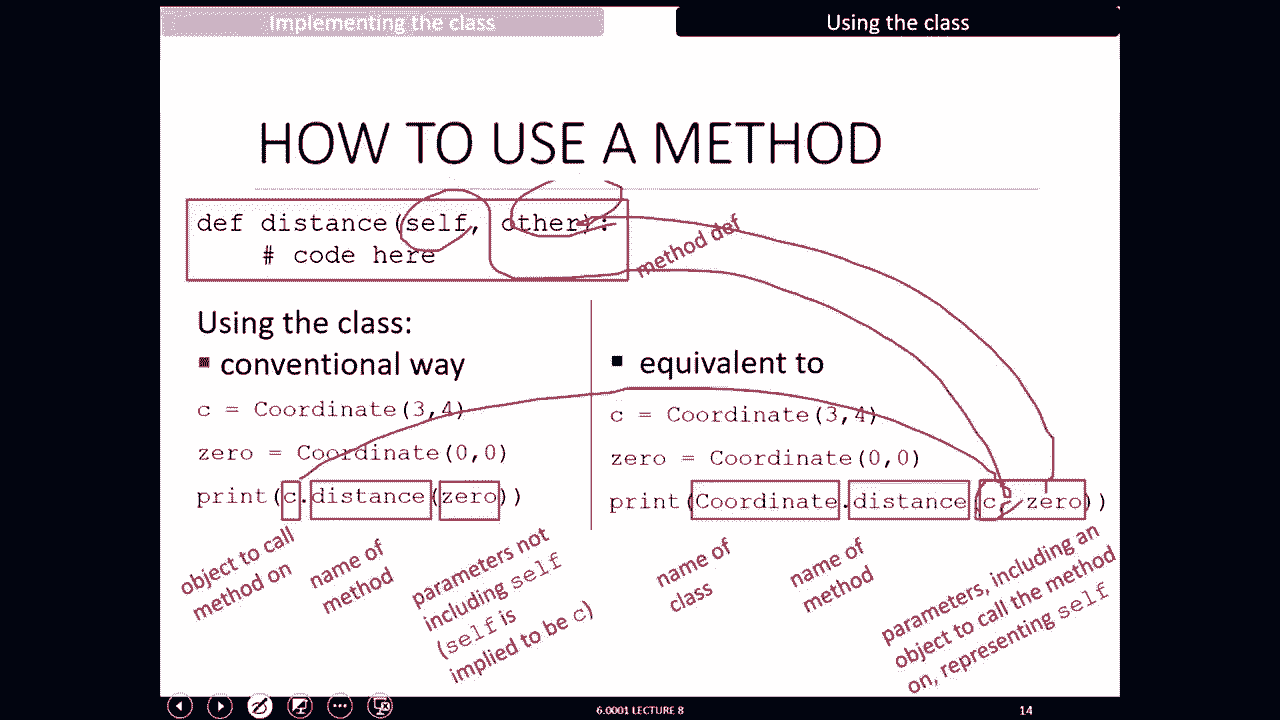 Implementing the class
Using the class
HOW TO USE A METHOD
def distance(self, other):
# code here
method def
Using the class:
▪ conventional way
c = Coordinate(3,4)
zero = Coordinate(0,0)
print(c.distance(zero))
object to call
method on
name of
method
parameters not
including self
(self is
implied to be c)
▪ equivalent to
c = Coordinate(3,4)
zero = Coordinate(0,0)
print(Coordinate.distance(c, zero))
name of
class
name of
method
parameters, including an
object to call the method
on, representing self
6.0001 LECTURE 8
14